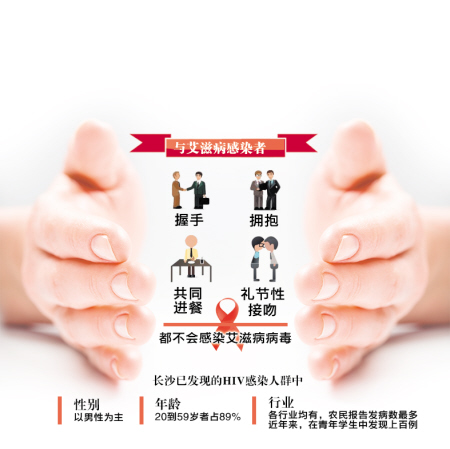 与艾滋病感染者
握手
拥抱
共同
进餐
礼节性
接吻
都不会感染艾滋病病毒
长沙已发现的HIV感染人群中
性别
以男性为主
年龄
20到59岁者占89%
行业
各行业均有，农民报告发病数最多
近年来，在青年学生中发现上百例